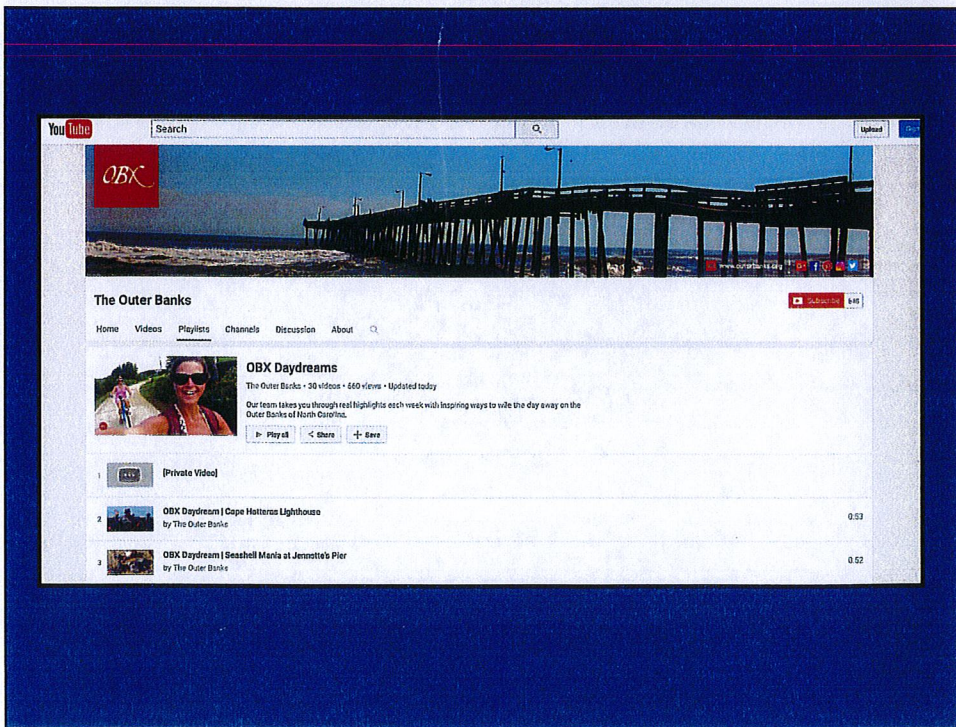 YouTube
Search
Upload
OBX
www.outerbanks.org
The Outer Banks
Subscribe
Home Videos Playlists Channels Discussion About
OBX Daydreams
The Outer Banks • 30 videos • 660 views • Updated today
Our team takes you through real highlights each week with inspiring ways to wile the day away on the
Outer Banks of North Carolina.
Play all Share Save
1 [Private Video]
2 OBX Daydream | Cape Hatteras Lighthouse 0:53
by The Outer Banks
3 OBX Daydream | Seashell Mania at Jennette's Pier 0:52
by The Outer Banks